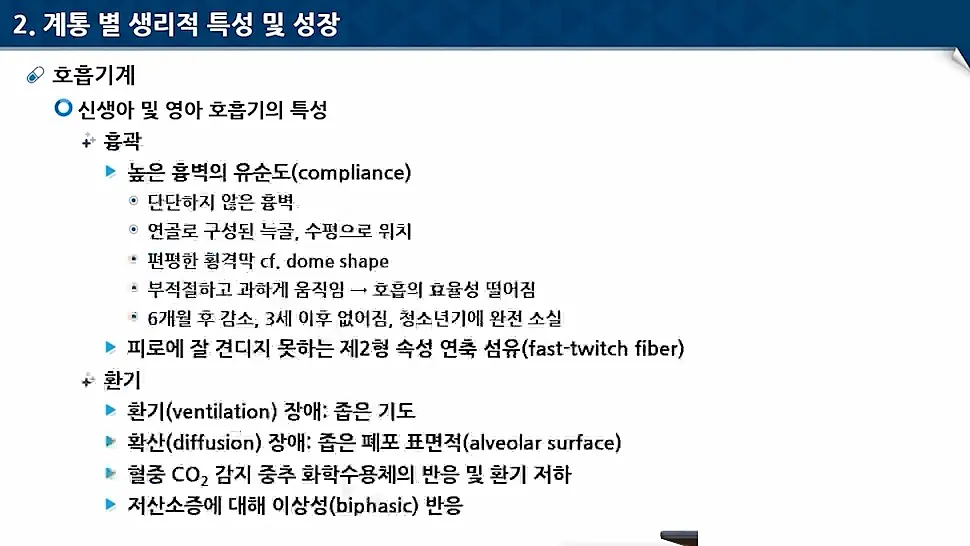 2. 계통 별 생리적 특성 및 성장
호흡기계
신생아 및 영아 호흡기의 특성
흉곽
높은 흉벽의 유순도(compliance)
단단하지 않은 흉벽
연골로 구성된 늑골, 수평으로 위치
편평한 횡격막 cf. dome shape
부적절하고 과하게 움직임 → 호흡의 효율성 떨어짐
6개월 후 감소, 3세 이후 없어짐, 청소년기에 완전 소실
피로에 잘 견디지 못하는 제2형 속성 연축 섬유(fast-twitch fiber)
환기
환기(ventilation) 장애: 좁은 기도
확산(diffusion) 장애: 좁은 폐포 표면적(alveolar surface)
혈중 CO₂ 감지 중추 화학수용체의 반응 및 환기 저하
저산소증에 대해 이상성(biphasic) 반응